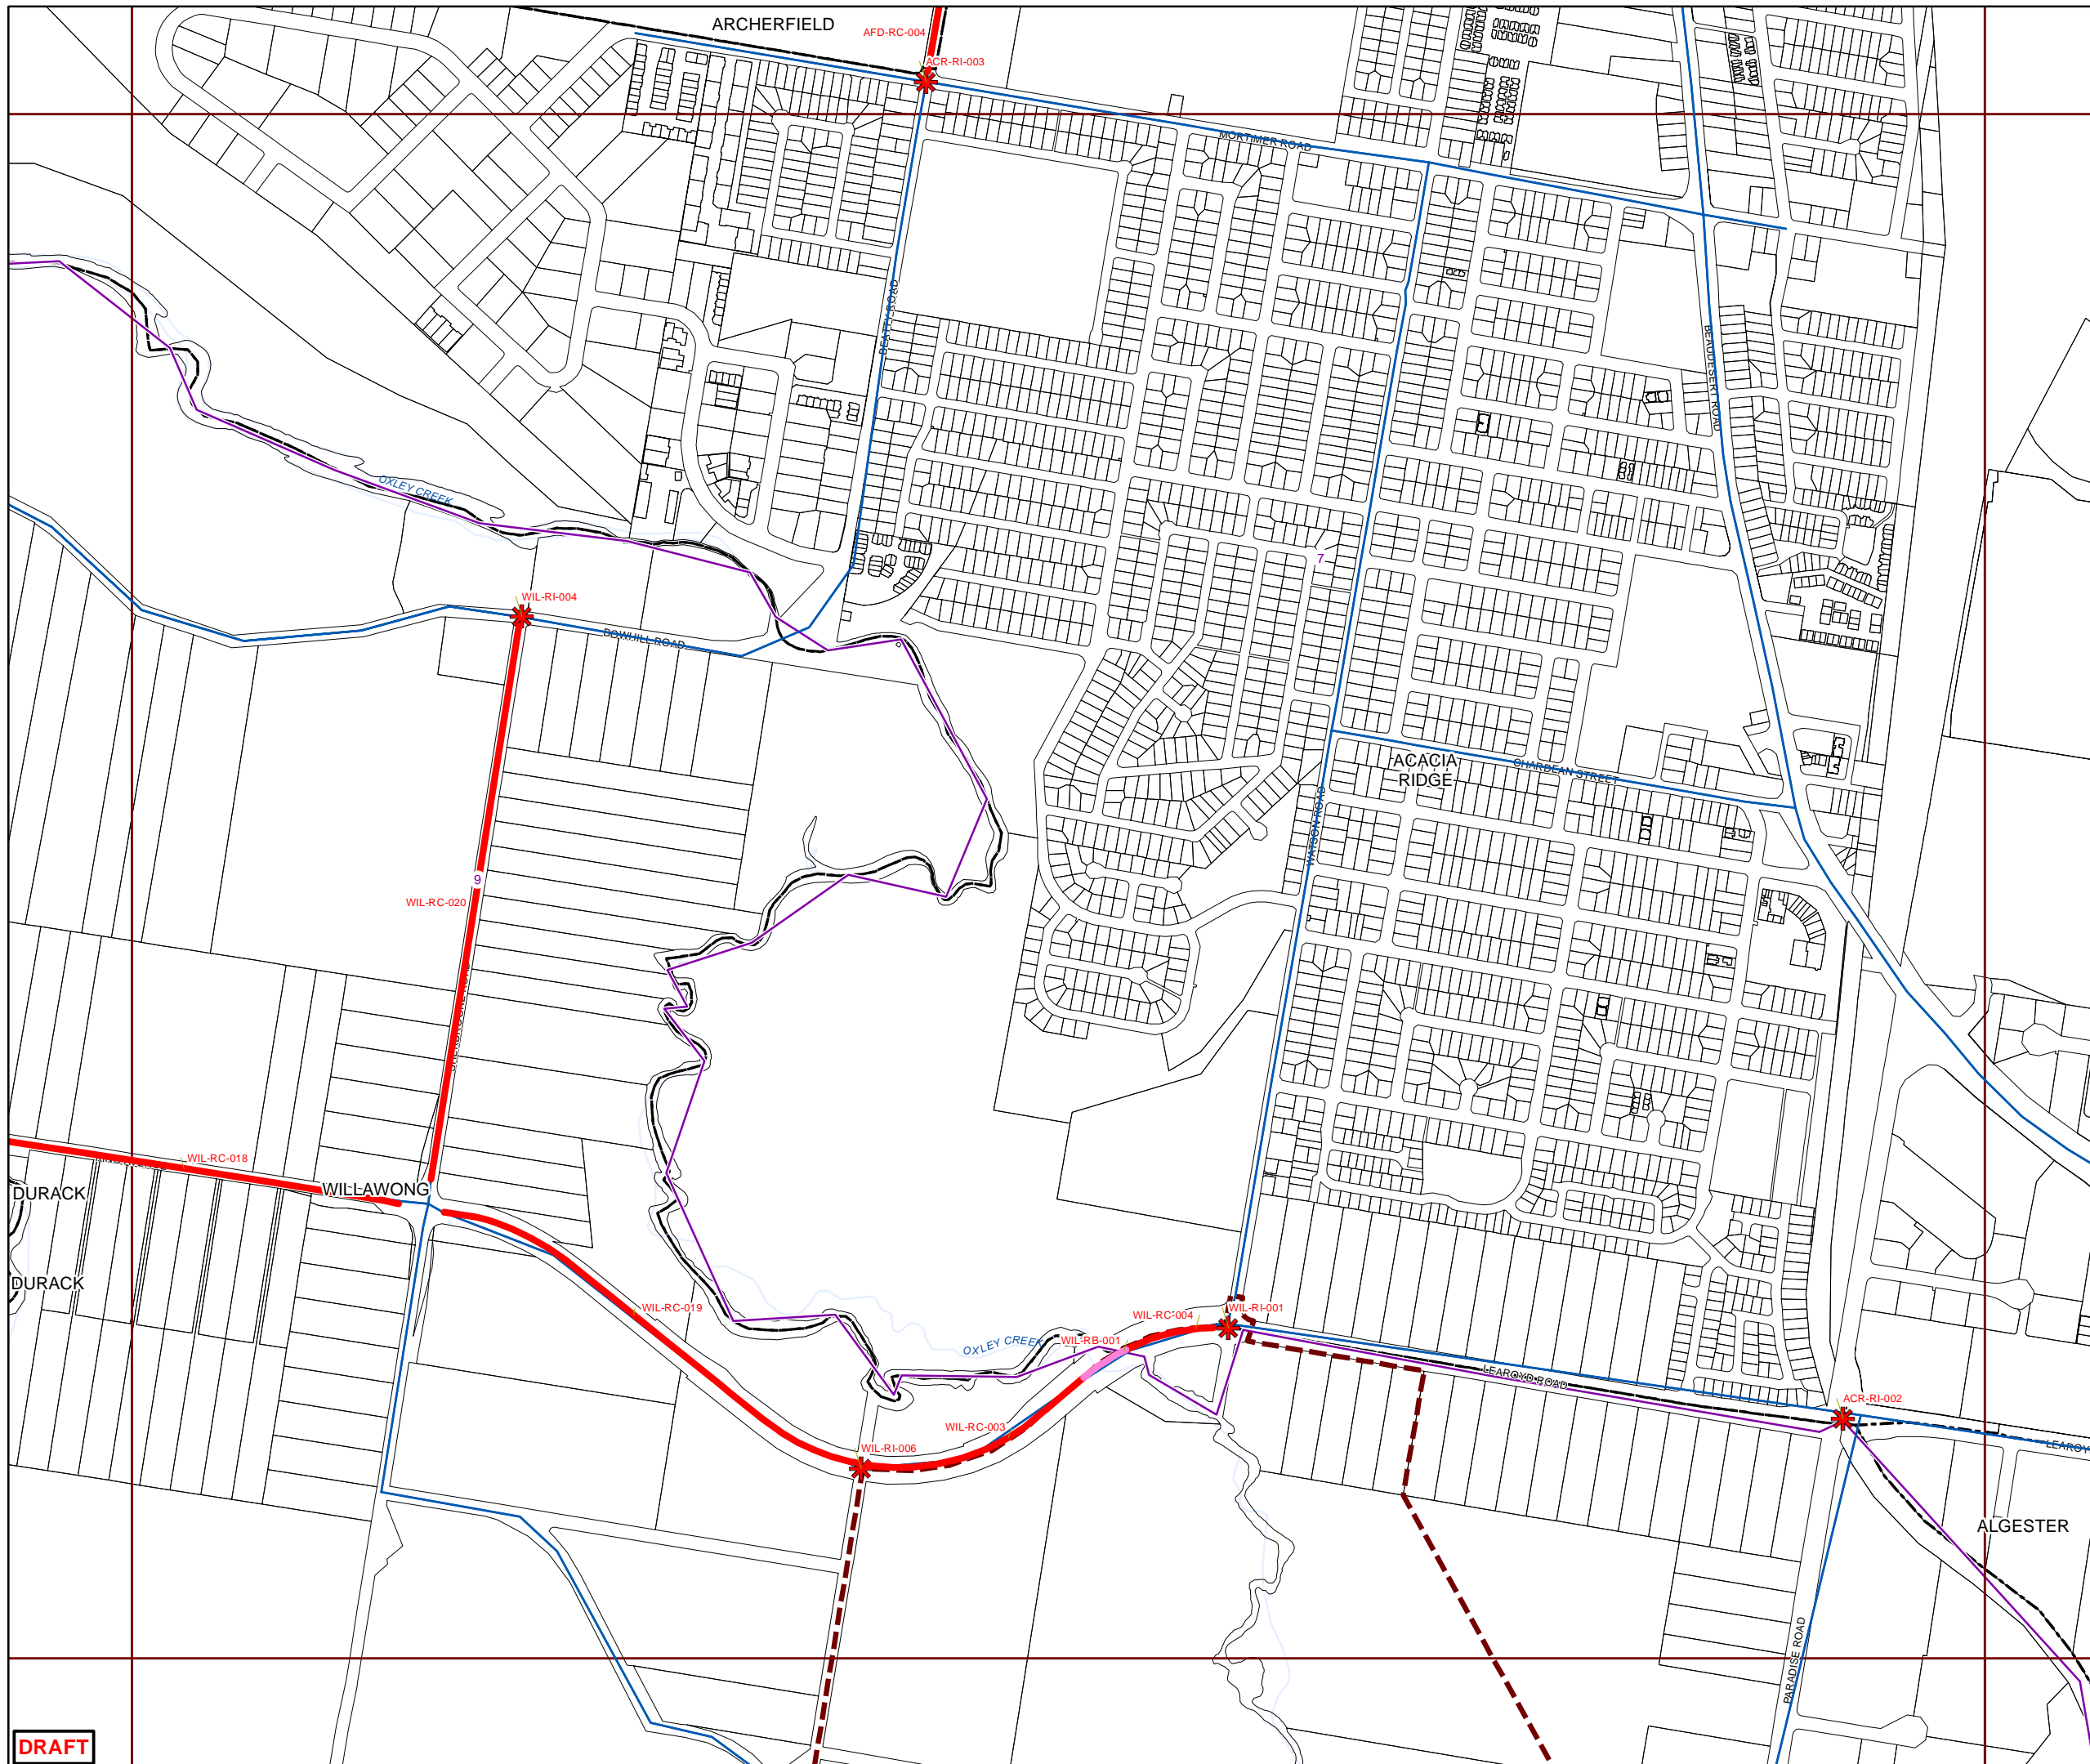 ARCHERFIELD
AFD-RC-004
ACR-RI-003
MORTIMER ROAD
BEATTY ROAD
BEAUDESERT ROAD
OXLEY CREEK
7
WIL-RI-004
BOWHILL ROAD
ACACIA
RIDGE
CHARDEAN STREET
WATSON ROAD
9
WIL-RC-020
WIL-RC-018
WILLAWONG
DURACK
DURACK
WIL-RC-019
WIL-RC-004
WIL-RI-001
WIL-RB-001
OXLEY CREEK
LEAROYD ROAD
ACR-RI-002
WIL-RC-003
WIL-RI-006
LEAROY
ALGESTER
PARADISE ROAD
DRAFT